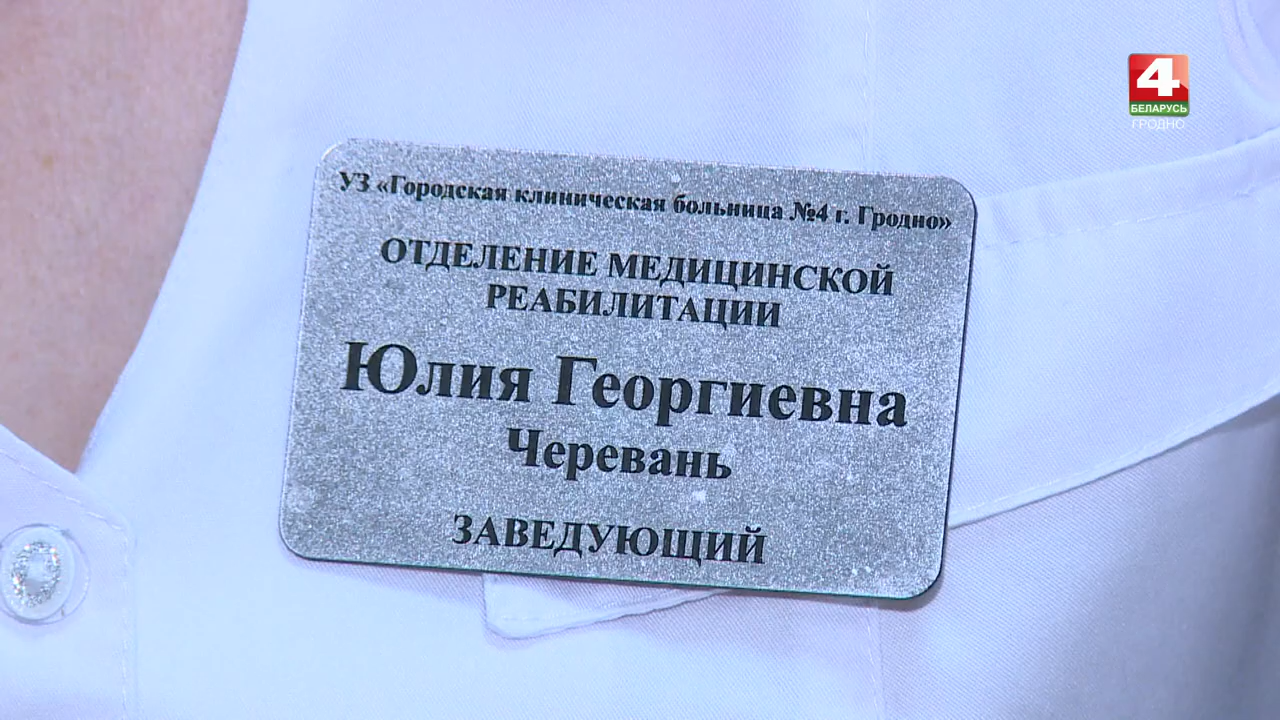 4
БЕЛАРУСЬ
ГРОДНО
УЗ «Городская клиническая больница №4 г. Гродно»
ОТДЕЛЕНИЕ МЕДИЦИНСКОЙ
РЕАБИЛИТАЦИИ
Юлия Георгиевна
Черевань
ЗАВЕДУЮЩИЙ